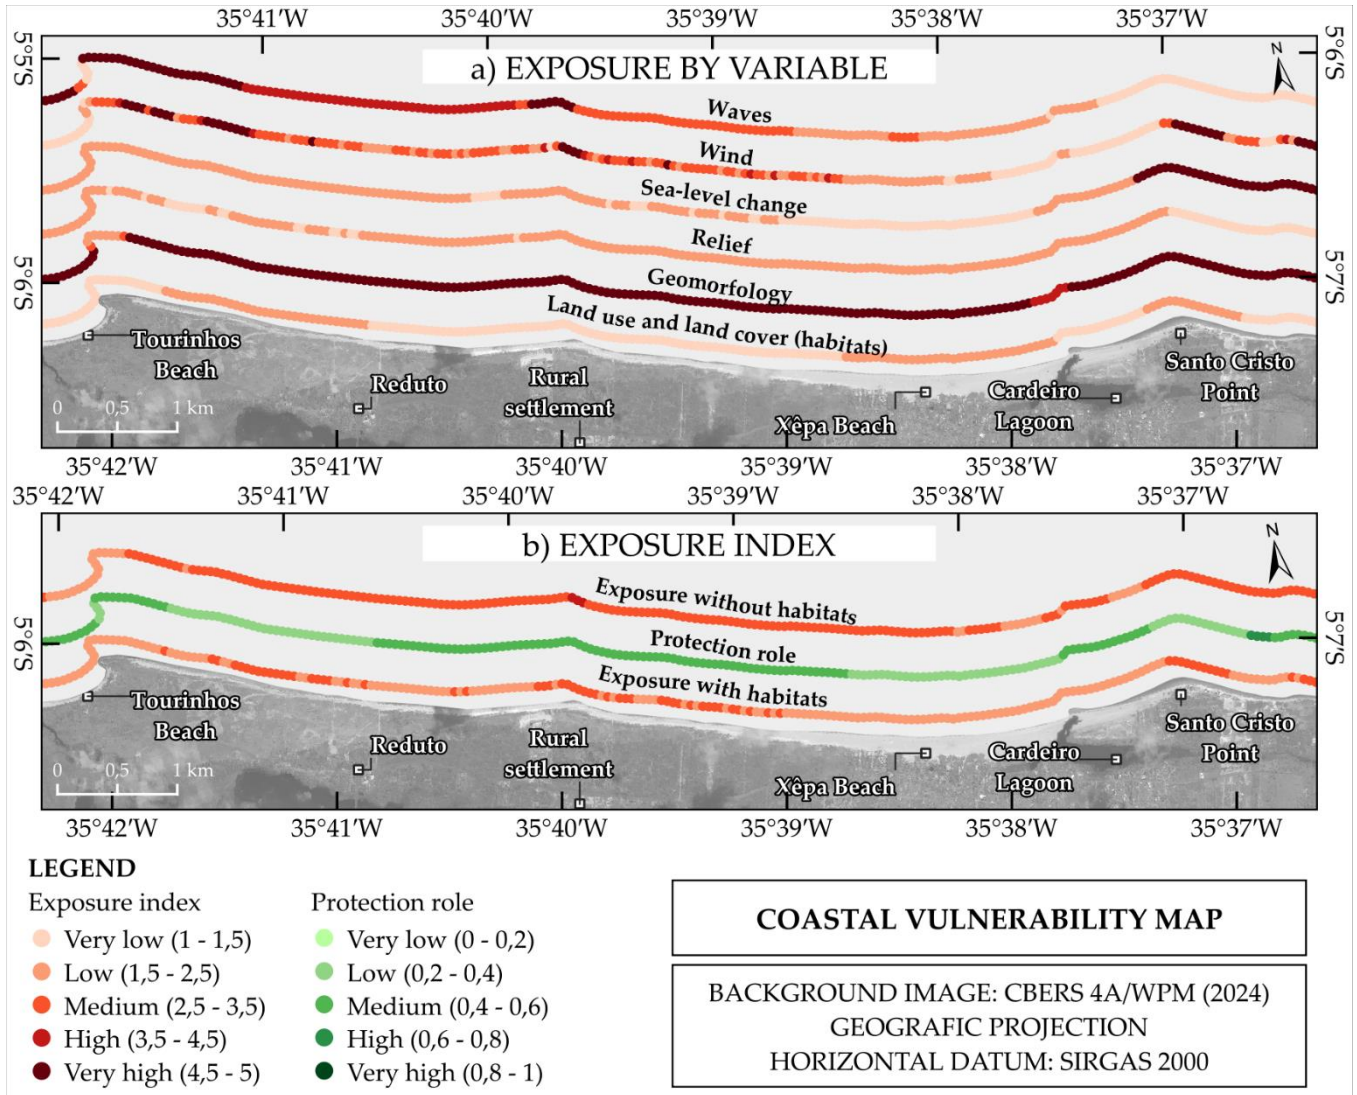 35°41′W 35°40′W 35°39′W 35°38′W 35°37′W
5°5′S
5°6′S
a) EXPOSURE BY VARIABLE
N
Waves
Wind
Sea-level change
Relief
Geomorfology
Land use and land cover (habitats)
5°6′S
5°7′S
Tourinhos
Beach
Reduto
Rural
settlement
Xêpa Beach
Cardeiro
Lagoon
Santo Cristo
Point
0 0,5 1 km
35°42′W 35°41′W 35°40′W 35°39′W 35°38′W 35°37′W
35°42′W 35°41′W 35°40′W 35°39′W 35°38′W 35°37′W
b) EXPOSURE INDEX
N
Exposure without habitats
Protection role
Exposure with habitats
5°6′S
5°7′S
Tourinhos
Beach
Reduto
Rural
settlement
Xêpa Beach
Cardeiro
Lagoon
Santo Cristo
Point
0 0,5 1 km
35°42′W 35°41′W 35°40′W 35°39′W 35°38′W 35°37′W
LEGEND
Exposure index
Very low (1 - 1,5)
Low (1,5 - 2,5)
Medium (2,5 - 3,5)
High (3,5 - 4,5)
Very high (4,5 - 5)
Protection role
Very low (0 - 0,2)
Low (0,2 - 0,4)
Medium (0,4 - 0,6)
High (0,6 - 0,8)
Very high (0,8 - 1)
COASTAL VULNERABILITY MAP
BACKGROUND IMAGE: CBERS 4A/WPM (2024)
GEOGRAFIC PROJECTION
HORIZONTAL DATUM: SIRGAS 2000